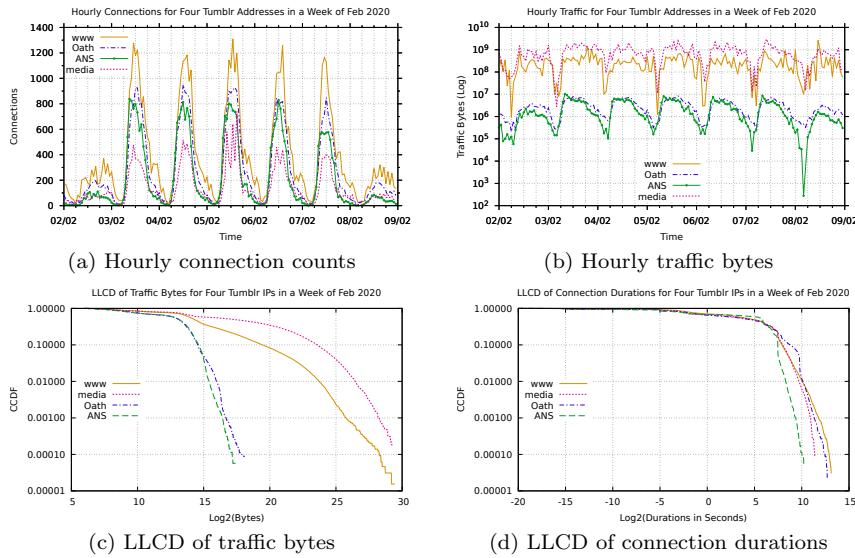 Hourly Connections for Four Tumblr Addresses in a Week of Feb 2020
1400
1200
1000
800
600
400
200
0
Connections
www
Oath
ANS
media
02/02 03/02 04/02 05/02 06/02 07/02 08/02 09/02
Time
(a) Hourly connection counts
Hourly Traffic for Four Tumblr Addresses in a Week of Feb 2020
10^10
10^9
10^8
10^7
10^6
10^5
10^4
10^3
10^2
Traffic Bytes (Log)
www
Oath
ANS
media
02/02 03/02 04/02 05/02 06/02 07/02 08/02 09/02
Time
(b) Hourly traffic bytes
LLCD of Traffic Bytes for Four Tumblr IPs in a Week of Feb 2020
1.00000
0.10000
0.01000
0.00100
0.00010
0.00001
CCDF
www
media
Oath
ANS
5 10 15 20 25 30
Log2(Bytes)
(c) LLCD of traffic bytes
LLCD of Connection Durations for Four Tumblr IPs in a Week of Feb 2020
1.00000
0.10000
0.01000
0.00100
0.00010
0.00001
CCDF
www
media
Oath
ANS
-20 -15 -10 -5 0 5 10 15
Log2(Durations in Seconds)
(d) LLCD of connection durations